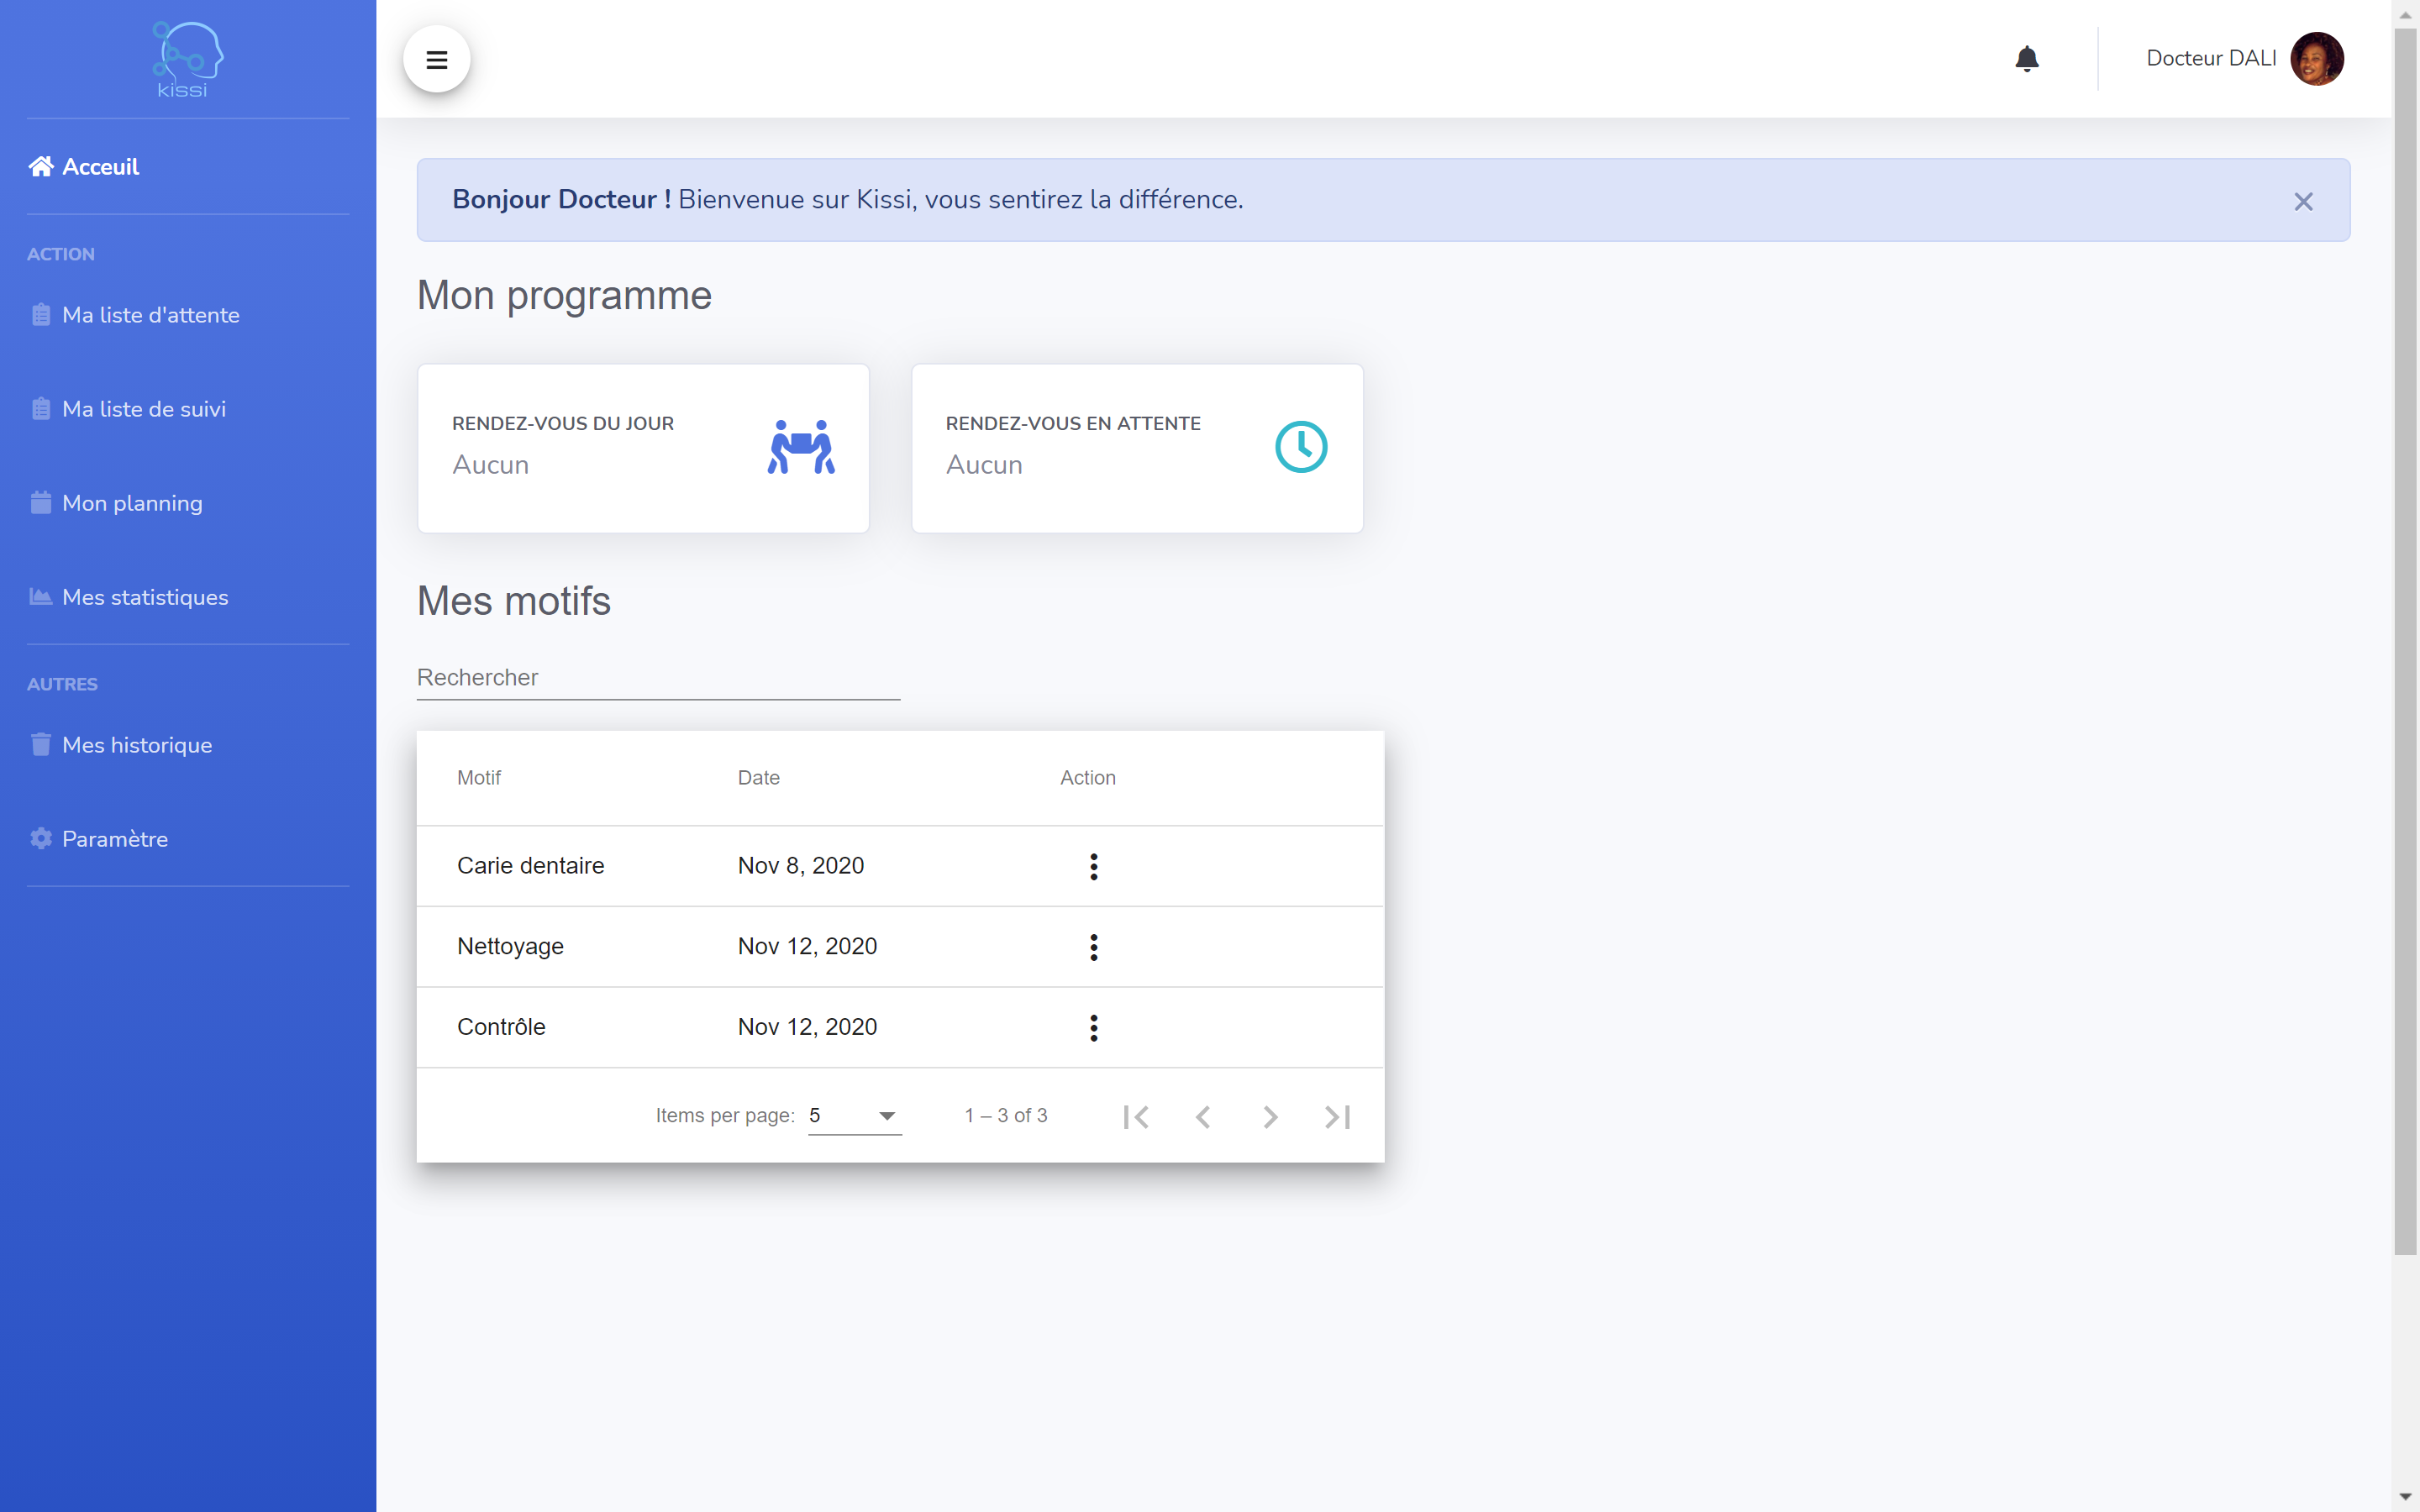 kissi
Acceuil
ACTION
Ma liste d'attente
Ma liste de suivi
Mon planning
Mes statistiques
AUTRES
Mes historique
Paramètre
Docteur DALI
Bonjour Docteur ! Bienvenue sur Kissi, vous sentirez la différence.
Mon programme
RENDEZ-VOUS DU JOUR
Aucun
RENDEZ-VOUS EN ATTENTE
Aucun
Mes motifs
Rechercher
Motif Date Action
Carie dentaire Nov 8, 2020
Nettoyage Nov 12, 2020
Contrôle Nov 12, 2020
Items per page: 5 1 – 3 of 3